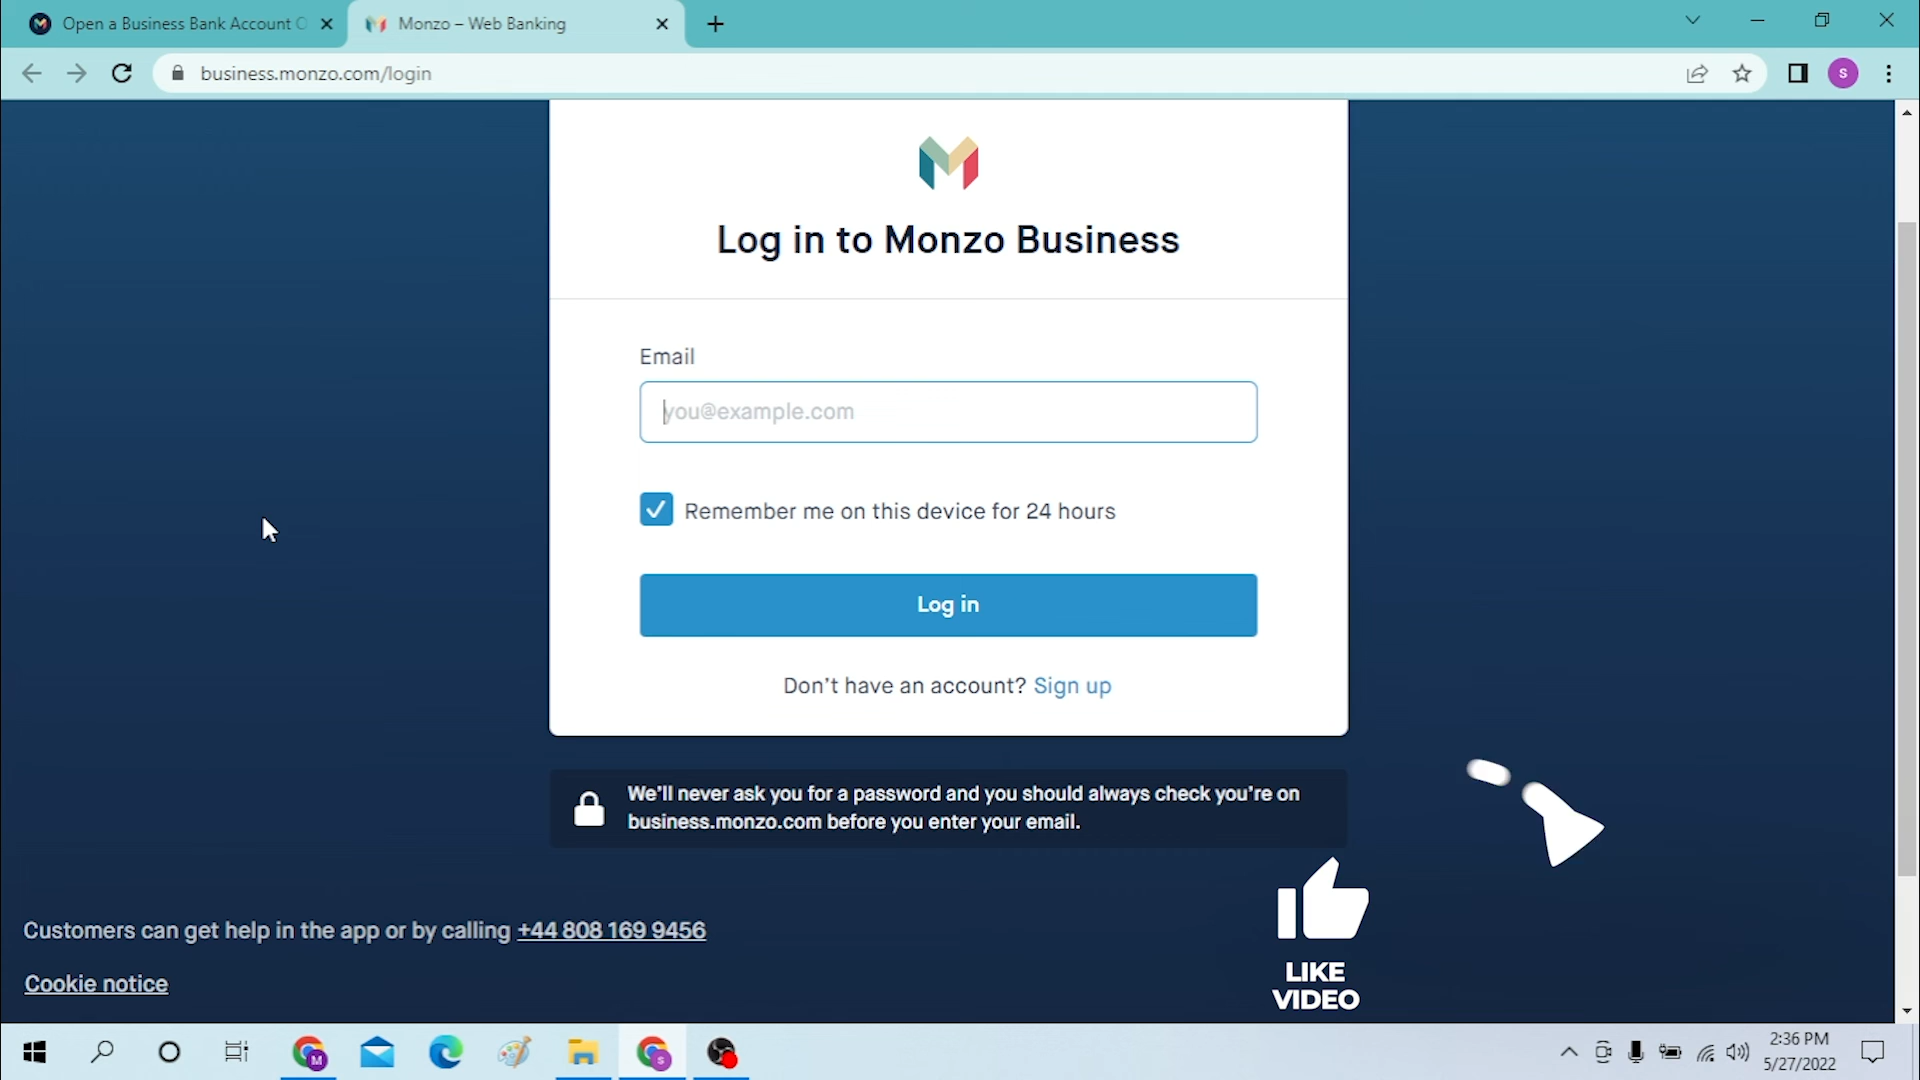 Open a Business Bank Account O
Monzo – Web Banking
business.monzo.com/login
S
Log in to Monzo Business
Email
you@example.com
Remember me on this device for 24 hours
Log in
Don't have an account? Sign up
We'll never ask you for a password and you should always check you're on
business.monzo.com before you enter your email.
Customers can get help in the app or by calling +44 808 169 9456
Cookie notice
LIKE
VIDEO
M
S
2:36 PM
5/27/2022